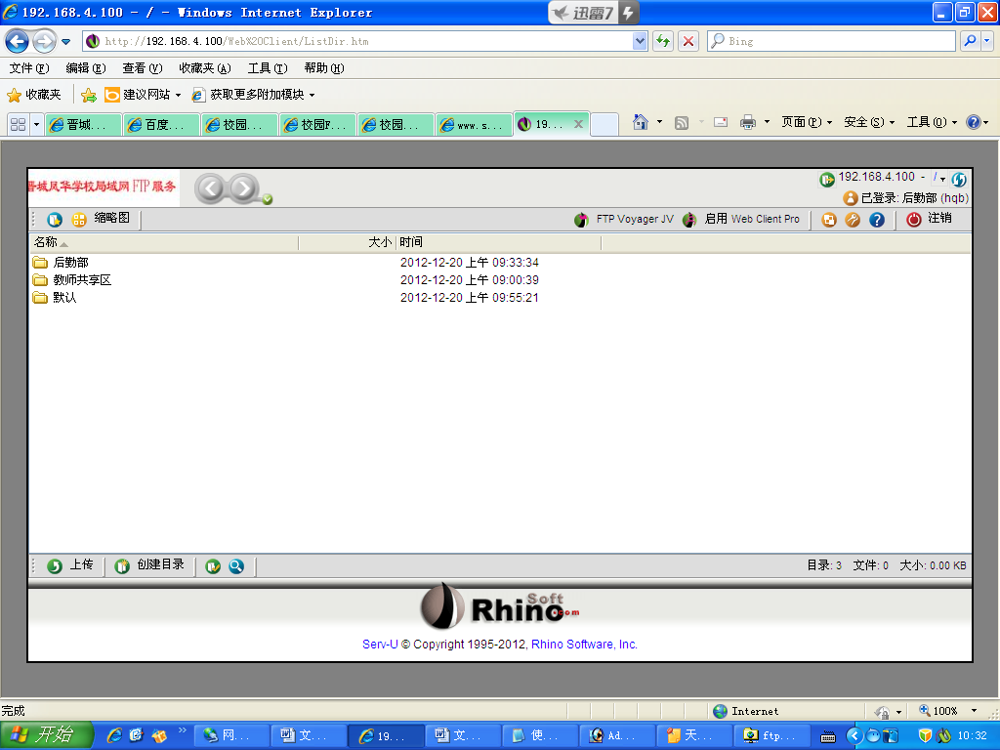 192.168.4.100 - / - Windows Internet Explorer
迅雷7
http://192.168.4.100/Web%20Client/ListDir.htm
Bing
文件(F) 编辑(E) 查看(V) 收藏夹(A) 工具(T) 帮助(H)
收藏夹 建议网站 获取更多附加模块
晋城... 百度... 校园... 校园F... 校园... www.s... 19... 页面(P) 安全(S) 工具(O)
晋城凤华学校局域网FTP服务
192.168.4.100 - /
已登录: 后勤部 (hqb)
缩略图 FTP Voyager JV 启用 Web Client Pro 注销
名称 大小 时间
后勤部 2012-12-20 上午 09:33:34
教师共享区 2012-12-20 上午 09:00:39
默认 2012-12-20 上午 09:55:21
上传 创建目录 目录: 3 文件: 0 大小: 0.00 KB
RhinoSoft.com
Serv-U © Copyright 1995-2012, Rhino Software, Inc.
完成 Internet 100%
开始 网... 文... 19... 文... 使... Ad... 天... ftp... 10:32